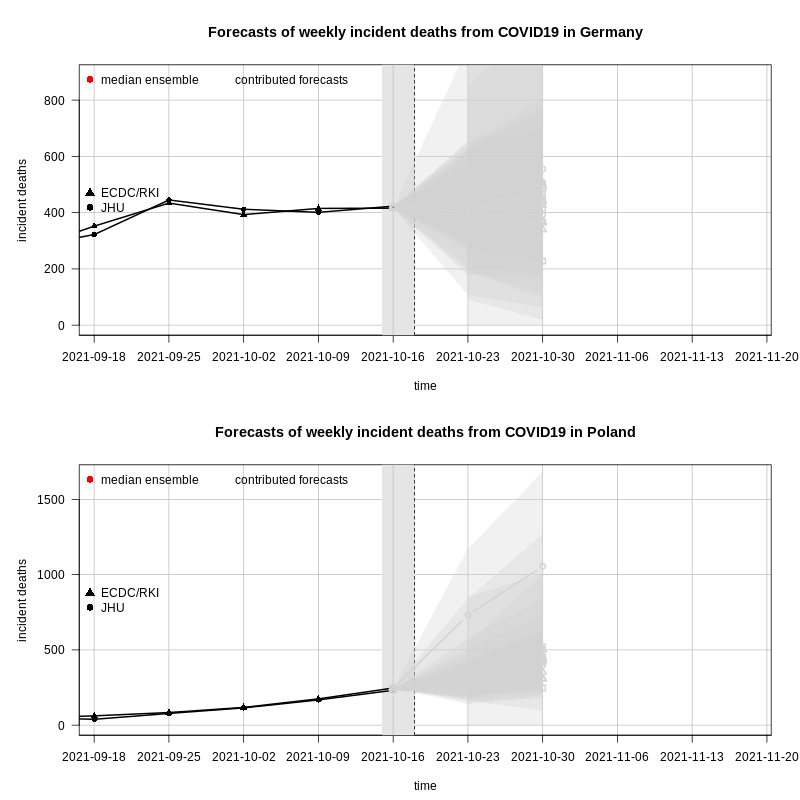 Forecasts of weekly incident deaths from COVID19 in Germany
median ensemble contributed forecasts
ECDC/RKI
JHU
incident deaths
800
600
400
200
0
2021-09-18 2021-09-25 2021-10-02 2021-10-09 2021-10-16 2021-10-23 2021-10-30 2021-11-06 2021-11-13 2021-11-20
time
Forecasts of weekly incident deaths from COVID19 in Poland
median ensemble contributed forecasts
ECDC/RKI
JHU
incident deaths
1500
1000
500
0
2021-09-18 2021-09-25 2021-10-02 2021-10-09 2021-10-16 2021-10-23 2021-10-30 2021-11-06 2021-11-13 2021-11-20
time